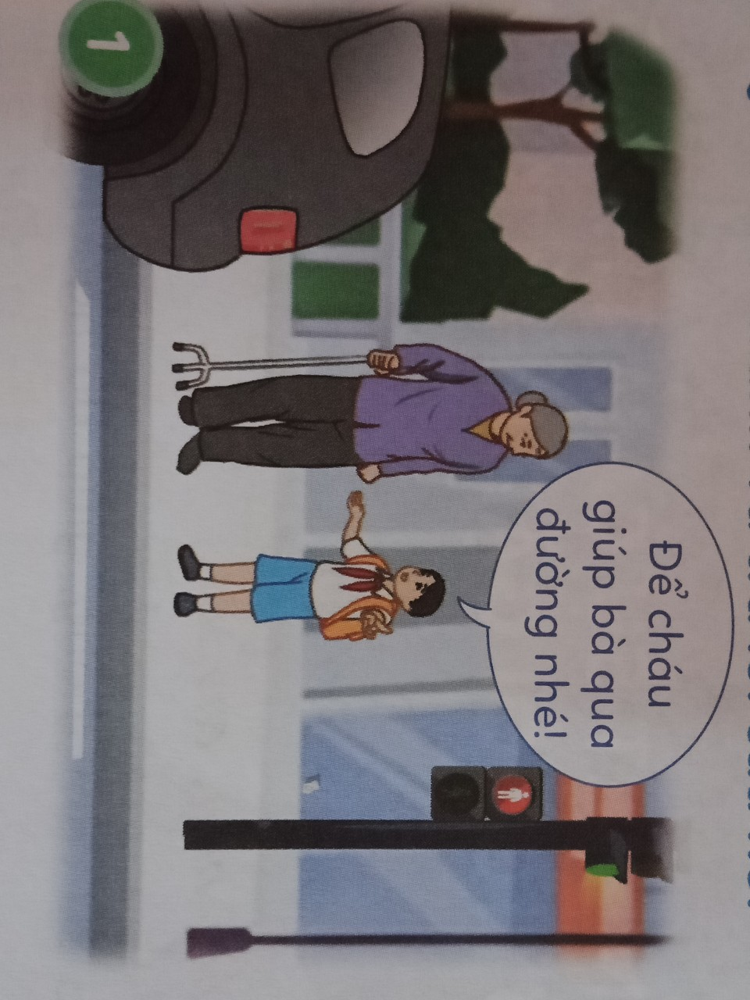 Để cháu
giúp bà qua
đường nhé!
1